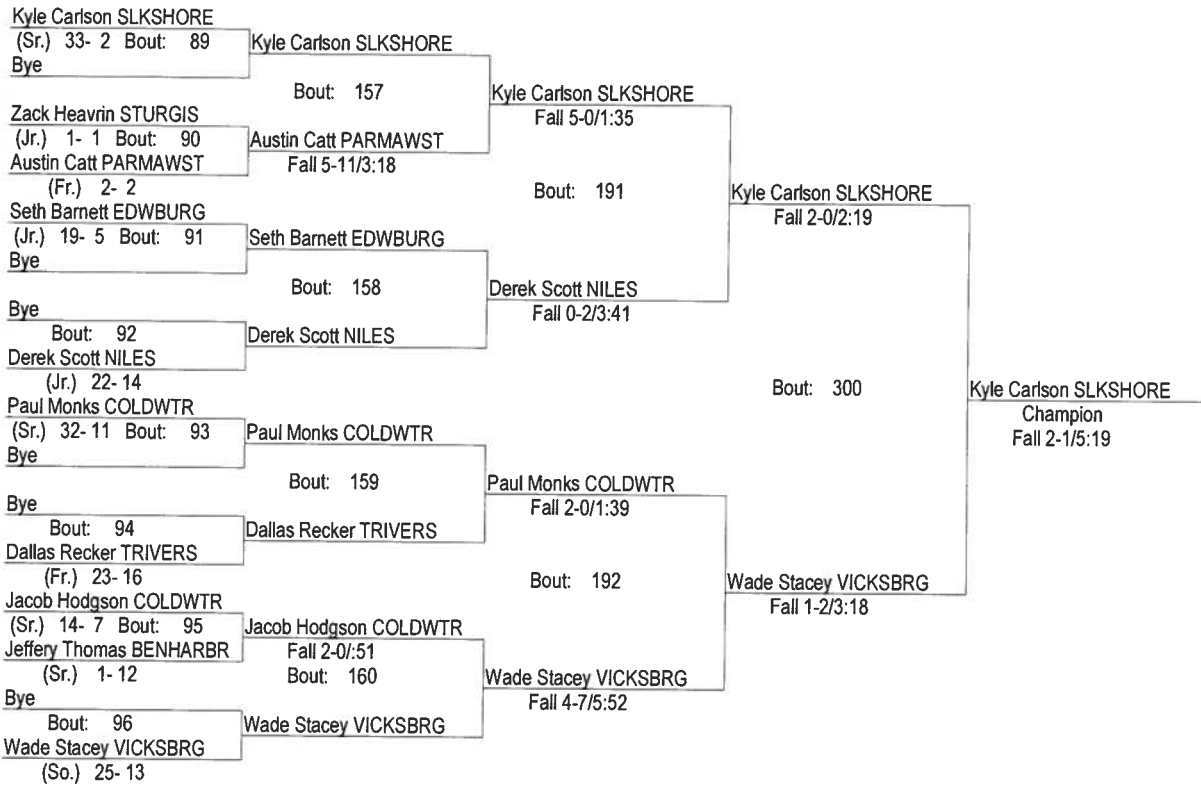 Kyle Carlson SLKSHORE
(Sr.) 33- 2 Bout: 89
Bye
Zack Heavrin STURGIS
(Jr.) 1- 1 Bout: 90
Austin Catt PARMAWST
(Fr.) 2- 2
Seth Barnett EDWBURG
(Jr.) 19- 5 Bout: 91
Bye
Bye
Bout: 92
Derek Scott NILES
(Jr.) 22- 14
Paul Monks COLDWTR
(Sr.) 32- 11 Bout: 93
Bye
Bye
Bout: 94
Dallas Recker TRIVERS
(Fr.) 23- 16
Jacob Hodgson COLDWTR
(Sr.) 14- 7 Bout: 95
Jeffery Thomas BENHARBR
(Sr.) 1- 12
Bye
Bout: 96
Wade Stacey VICKSBRG
(So.) 25- 13
Kyle Carlson SLKSHORE
Bout: 157
Austin Catt PARMAWST
Fall 5-11/3:18
Seth Barnett EDWBURG
Bout: 158
Derek Scott NILES
Paul Monks COLDWTR
Bout: 159
Dallas Recker TRIVERS
Jacob Hodgson COLDWTR
Fall 2-0/:51
Bout: 160
Wade Stacey VICKSBRG
Kyle Carlson SLKSHORE
Fall 5-0/1:35
Bout: 191
Derek Scott NILES
Fall 0-2/3:41
Paul Monks COLDWTR
Fall 2-0/1:39
Bout: 192
Wade Stacey VICKSBRG
Fall 4-7/5:52
Kyle Carlson SLKSHORE
Fall 2-0/2:19
Bout: 300
Wade Stacey VICKSBRG
Fall 1-2/3:18
Kyle Carlson SLKSHORE
Champion
Fall 2-1/5:19